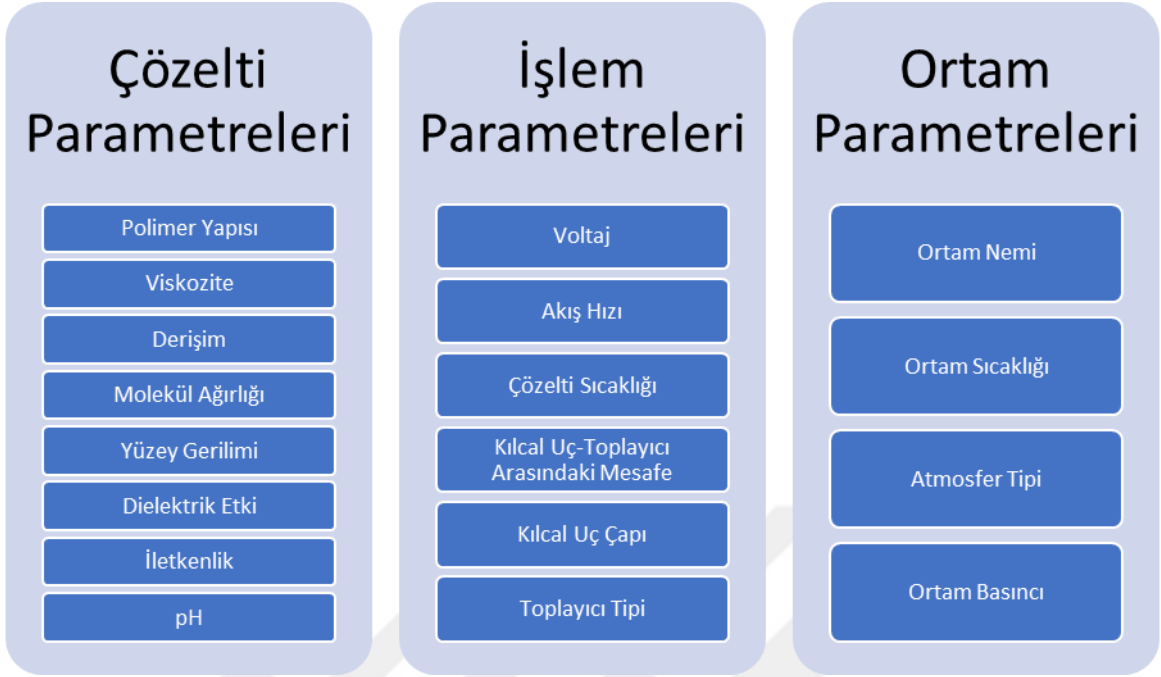 Çözelti
Parametreleri
Polimer Yapısı
Viskozite
Derişim
Molekül Ağırlığı
Yüzey Gerilimi
Dielektrik Etki
İletkenlik
pH
İşlem
Parametreleri
Voltaj
Akış Hızı
Çözelti Sıcaklığı
Kılcal Uç-Toplayıcı
Arasındaki Mesafe
Kılcal Uç Çapı
Toplayıcı Tipi
Ortam
Parametreleri
Ortam Nemi
Ortam Sıcaklığı
Atmosfer Tipi
Ortam Basıncı